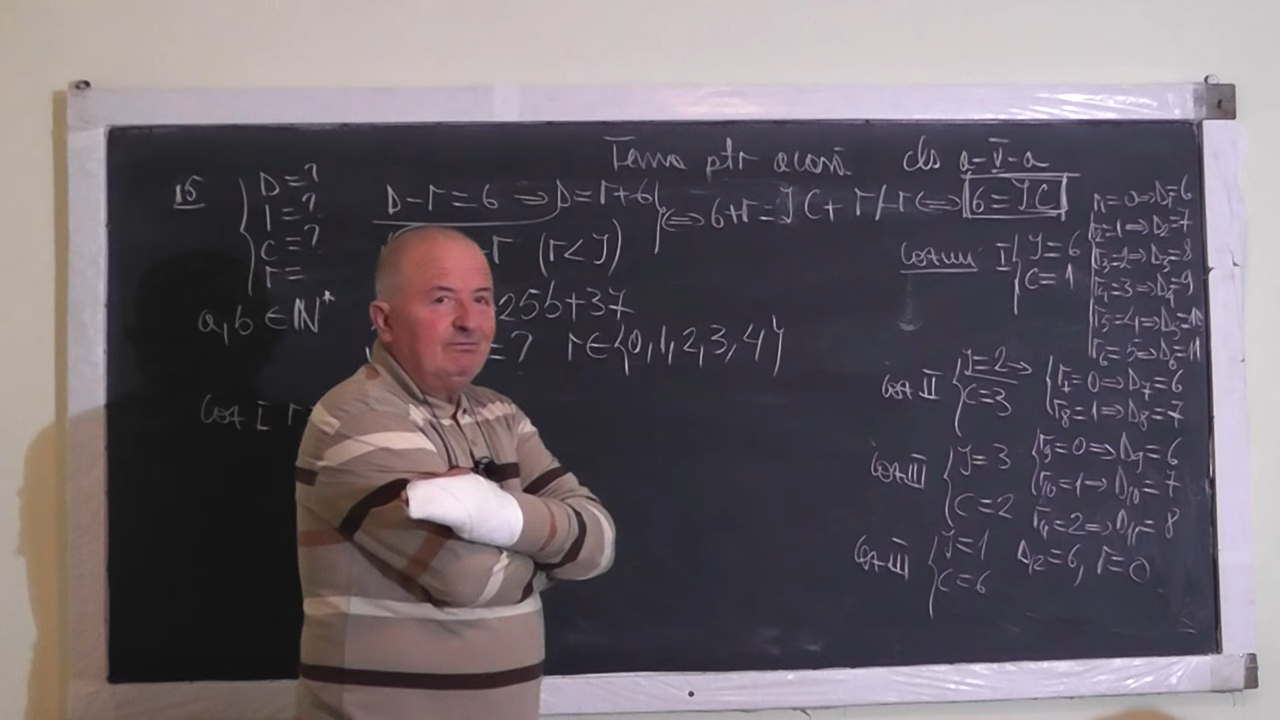 Tema ptr acasă cls a-V-a
15
D=?
Î=?
C=?
r=
D-r=6 ⇒ D=r+6
⇔ 6+r=ÎC+r/-r ⇔ 6=ÎC
r (r<Î)
a,b ∈ ℕ*
25b+37
=? r∈{0,1,2,3,4}
Caz I r
Caz I
Î=6
C=1
r₁=0⇒D₁=6
r₂=1⇒D₂=7
r₃=2⇒D₃=8
r₄=3⇒D₄=9
r₅=4⇒D₅=10
r₆=5⇒D₆=11
Caz II
Î=2⇒
C=3
r₇=0⇒D₇=6
r₈=1⇒D₈=7
Caz III
Î=3
C=2
r₉=0⇒D₉=6
r₁₀=1⇒D₁₀=7
r₁₁=2⇒D₁₁=8
Caz III
Î=1
C=6
D₁₂=6, r=0